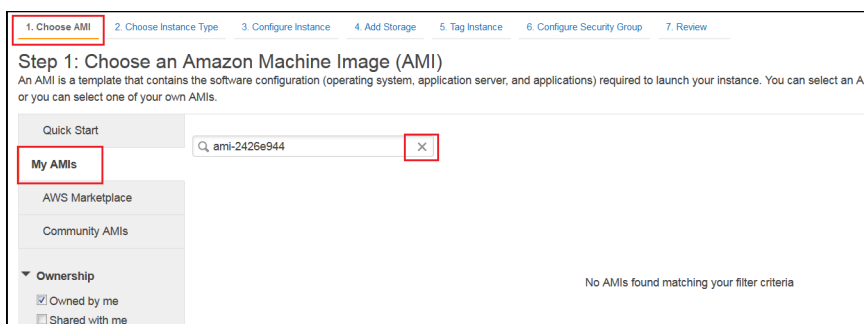 1. Choose AMI 2. Choose Instance Type 3. Configure Instance 4. Add Storage 5. Tag Instance 6. Configure Security Group 7. Review
Step 1: Choose an Amazon Machine Image (AMI)
An AMI is a template that contains the software configuration (operating system, application server, and applications) required to launch your instance. You can select an A
or you can select one of your own AMIs.
Quick Start
ami-2426e944
My AMIs
AWS Marketplace
Community AMIs
Ownership
No AMIs found matching your filter criteria
Owned by me
Shared with me